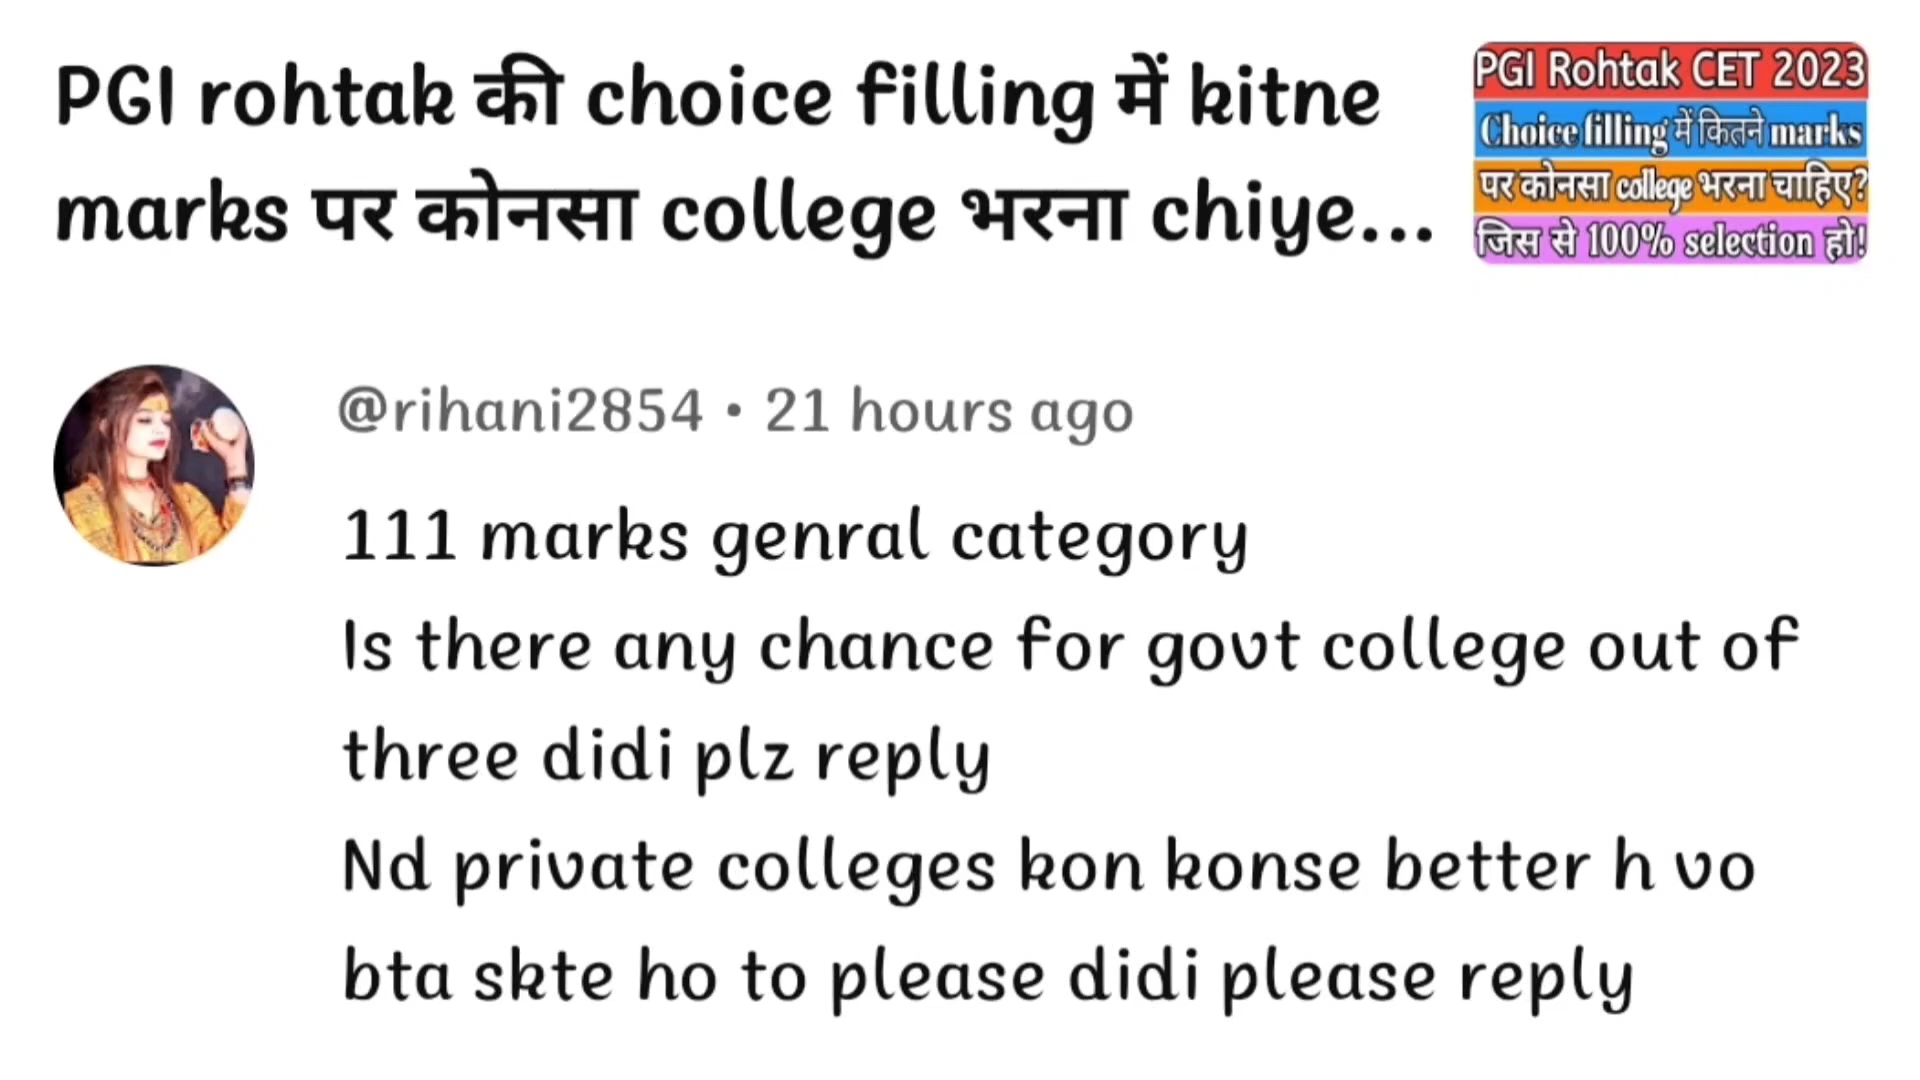 PGI rohtak की choice filling में kitne
marks पर कोनसा college भरना chiye...
PGI Rohtak CET 2023
Choice filling में कितने marks
पर कोनसा college भरना चाहिए?
जिस से 100% selection हो!
@rihani2854 • 21 hours ago
111 marks genral category
Is there any chance for govt college out of
three didi plz reply
Nd private colleges kon konse better h vo
bta skte ho to please didi please reply